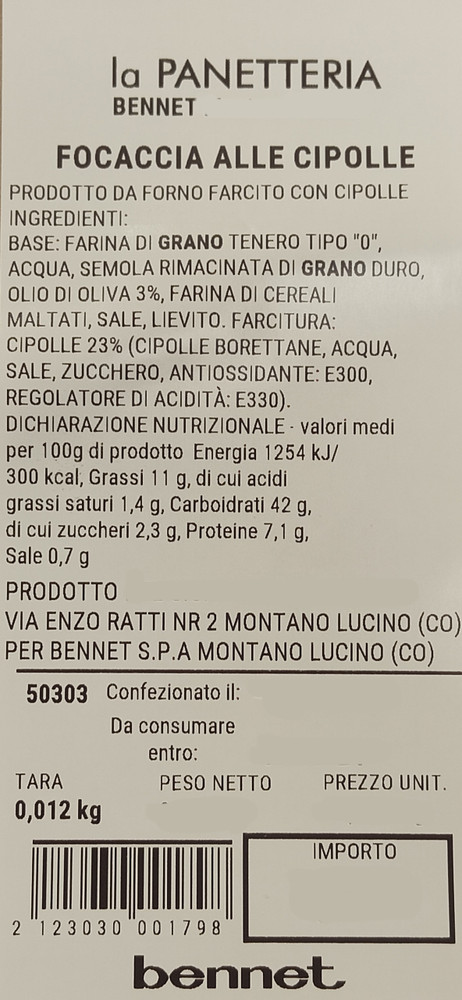 la PANETTERIA
BENNET
FOCACCIA ALLE CIPOLLE
PRODOTTO DA FORNO FARCITO CON CIPOLLE
INGREDIENTI:
BASE: FARINA DI GRANO TENERO TIPO "0",
ACQUA, SEMOLA RIMACINATA DI GRANO DURO,
OLIO DI OLIVA 3%, FARINA DI CEREALI
MALTATI, SALE, LIEVITO. FARCITURA:
CIPOLLE 23% (CIPOLLE BORETTANE, ACQUA,
SALE, ZUCCHERO, ANTIOSSIDANTE: E300,
REGOLATORE DI ACIDITÀ: E330).
DICHIARAZIONE NUTRIZIONALE - valori medi
per 100g di prodotto Energia 1254 kJ/
300 kcal, Grassi 11 g, di cui acidi
grassi saturi 1,4 g, Carboidrati 42 g,
di cui zuccheri 2,3 g, Proteine 7,1 g,
Sale 0,7 g
PRODOTTO
VIA ENZO RATTI NR 2 MONTANO LUCINO (CO)
PER BENNET S.P.A MONTANO LUCINO (CO)
50303 Confezionato il:
Da consumare
entro:
TARA PESO NETTO PREZZO UNIT.
0,012 kg
IMPORTO
2 123030 001798
bennet